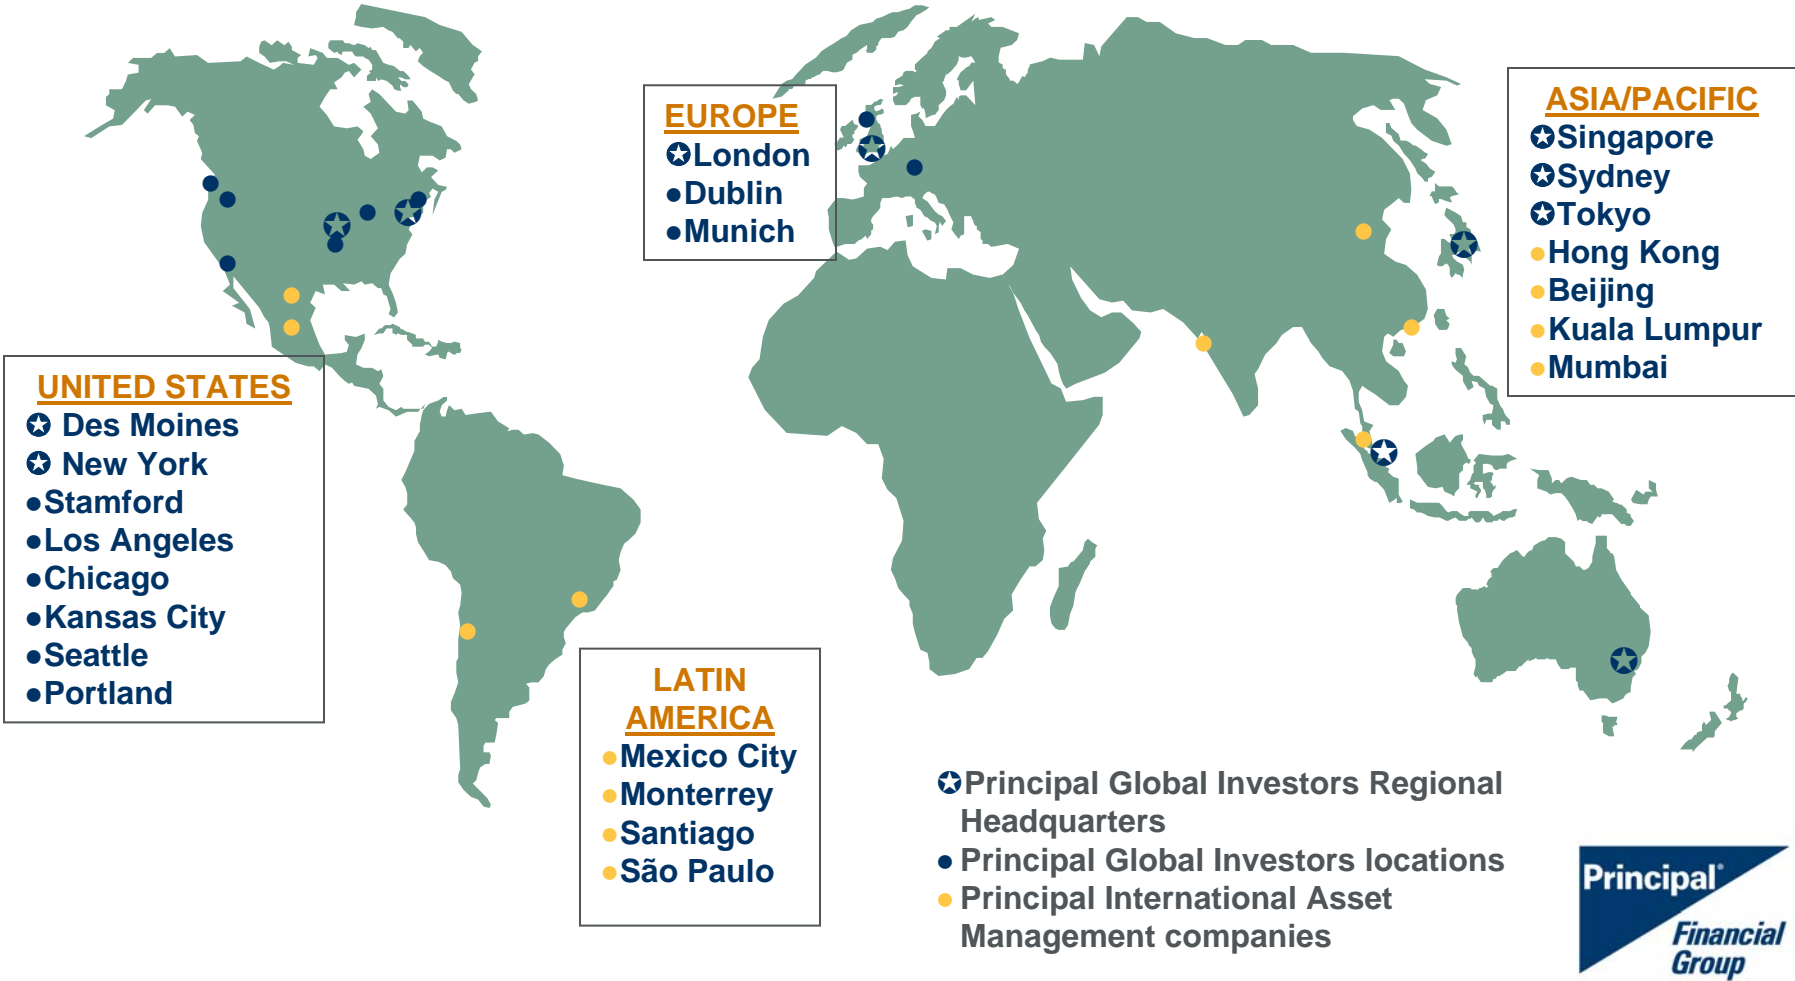 EUROPE
✪London
●Dublin
●Munich
ASIA/PACIFIC
✪Singapore
✪Sydney
✪Tokyo
●Hong Kong
●Beijing
●Kuala Lumpur
●Mumbai
UNITED STATES
✪ Des Moines
✪ New York
●Stamford
●Los Angeles
●Chicago
●Kansas City
●Seattle
●Portland
LATIN
AMERICA
●Mexico City
●Monterrey
●Santiago
●São Paulo
✪Principal Global Investors Regional
Headquarters
● Principal Global Investors locations
● Principal International Asset
Management companies
Principal®
Financial
Group